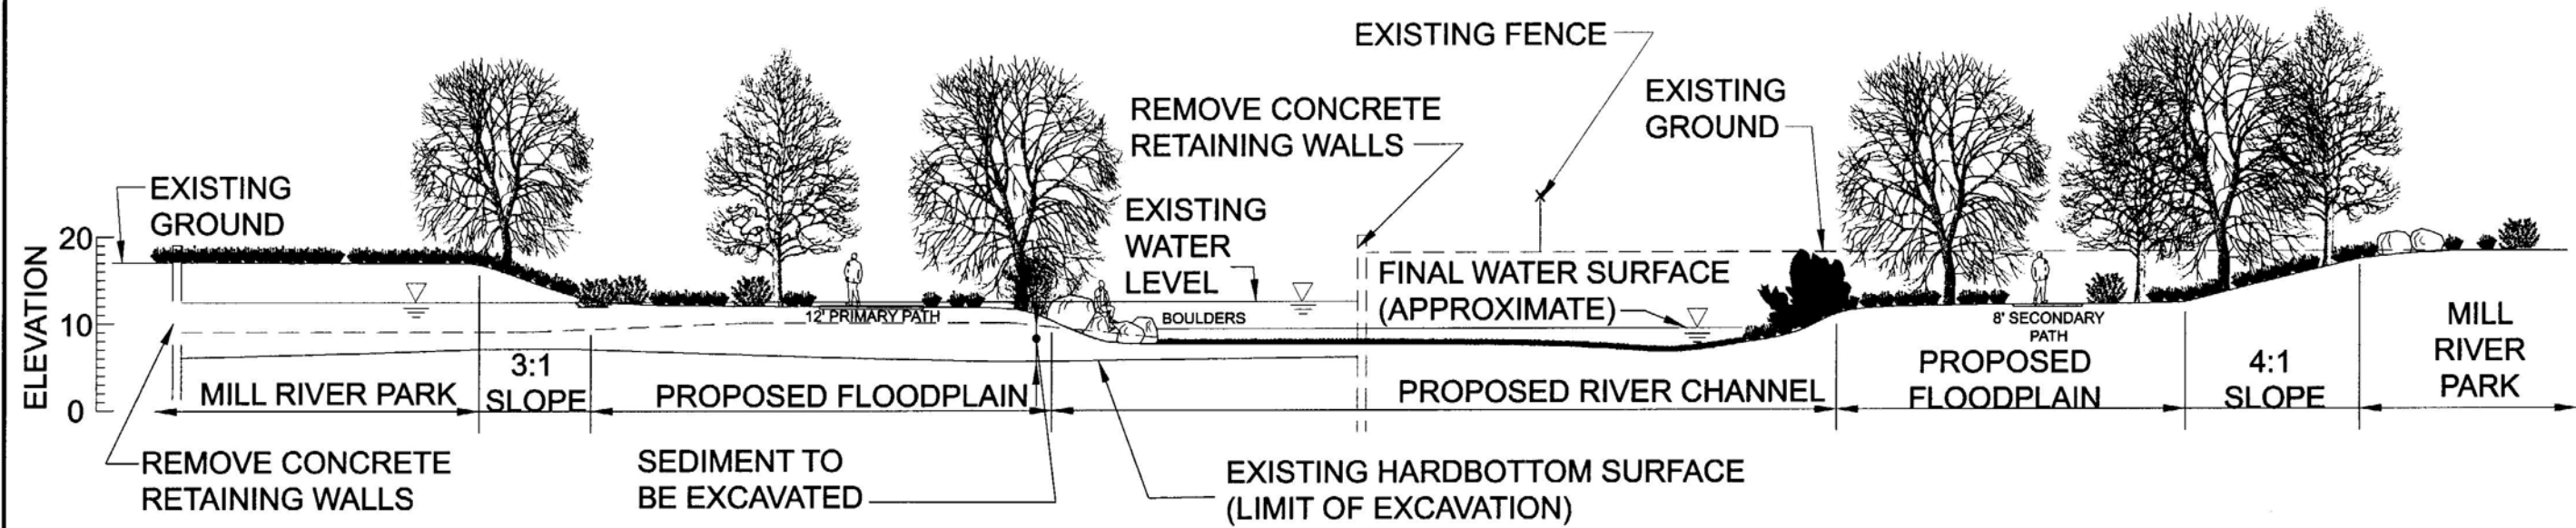 EXISTING FENCE
EXISTING
GROUND
REMOVE CONCRETE
RETAINING WALLS
EXISTING
GROUND
EXISTING
WATER
LEVEL
20
10
0
ELEVATION
FINAL WATER SURFACE
(APPROXIMATE)
12' PRIMARY PATH
BOULDERS
8' SECONDARY
PATH
MILL RIVER PARK
3:1
SLOPE
PROPOSED FLOODPLAIN
PROPOSED RIVER CHANNEL
PROPOSED
FLOODPLAIN
4:1
SLOPE
MILL
RIVER
PARK
REMOVE CONCRETE
RETAINING WALLS
SEDIMENT TO
BE EXCAVATED
EXISTING HARDBOTTOM SURFACE
(LIMIT OF EXCAVATION)